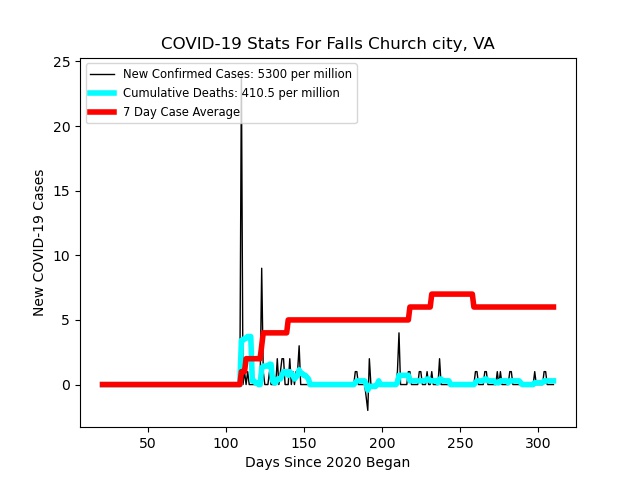 COVID-19 Stats For Falls Church city, VA
New Confirmed Cases: 5300 per million
Cumulative Deaths: 410.5 per million
7 Day Case Average
New COVID-19 Cases
25
20
15
10
5
0
50 100 150 200 250 300
Days Since 2020 Began